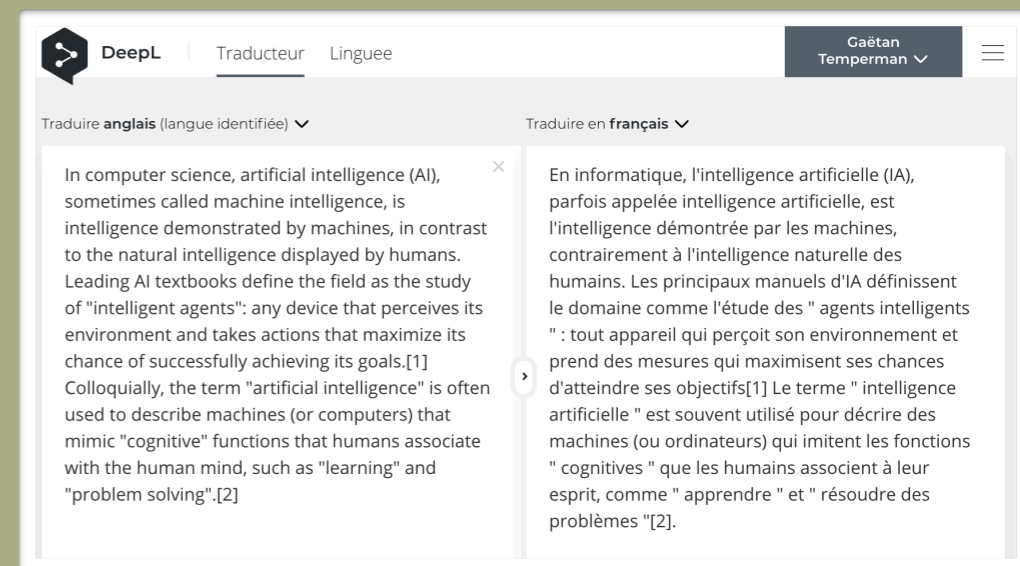 DeepL
Traducteur
Linguee
Gaëtan
Temperman
Traduire anglais (langue identifiée)
Traduire en français
In computer science, artificial intelligence (AI),
sometimes called machine intelligence, is
intelligence demonstrated by machines, in contrast
to the natural intelligence displayed by humans.
Leading AI textbooks define the field as the study
of "intelligent agents": any device that perceives its
environment and takes actions that maximize its
chance of successfully achieving its goals.[1]
Colloquially, the term "artificial intelligence" is often
used to describe machines (or computers) that
mimic "cognitive" functions that humans associate
with the human mind, such as "learning" and
"problem solving".[2]
En informatique, l'intelligence artificielle (IA),
parfois appelée intelligence artificielle, est
l'intelligence démontrée par les machines,
contrairement à l'intelligence naturelle des
humains. Les principaux manuels d'IA définissent
le domaine comme l'étude des " agents intelligents
" : tout appareil qui perçoit son environnement et
prend des mesures qui maximisent ses chances
d'atteindre ses objectifs[1] Le terme " intelligence
artificielle " est souvent utilisé pour décrire des
machines (ou ordinateurs) qui imitent les fonctions
" cognitives " que les humains associent à leur
esprit, comme " apprendre " et " résoudre des
problèmes "[2].